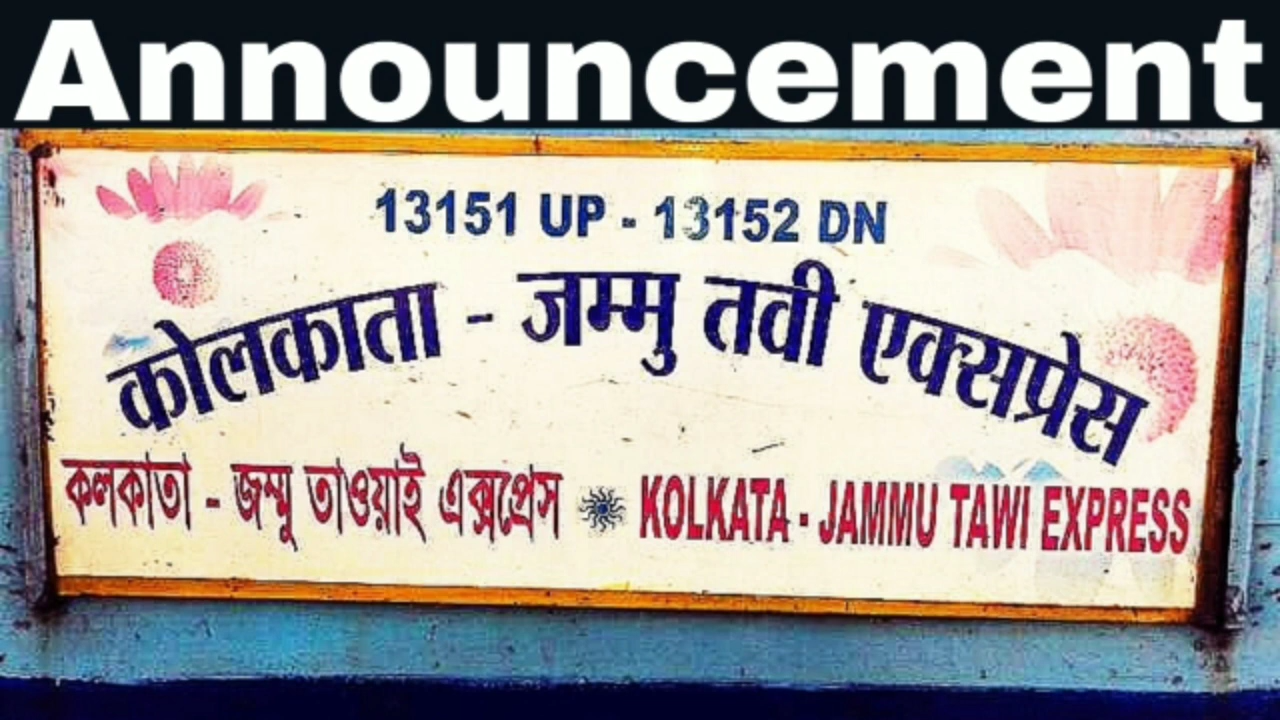 Announcement
13151 UP - 13152 DN
कोलकाता - जम्मु तवी एक्सप्रेस
কলকাতা - জম্মু তাওয়াই এক্সপ্রেস KOLKATA - JAMMU TAWI EXPRESS